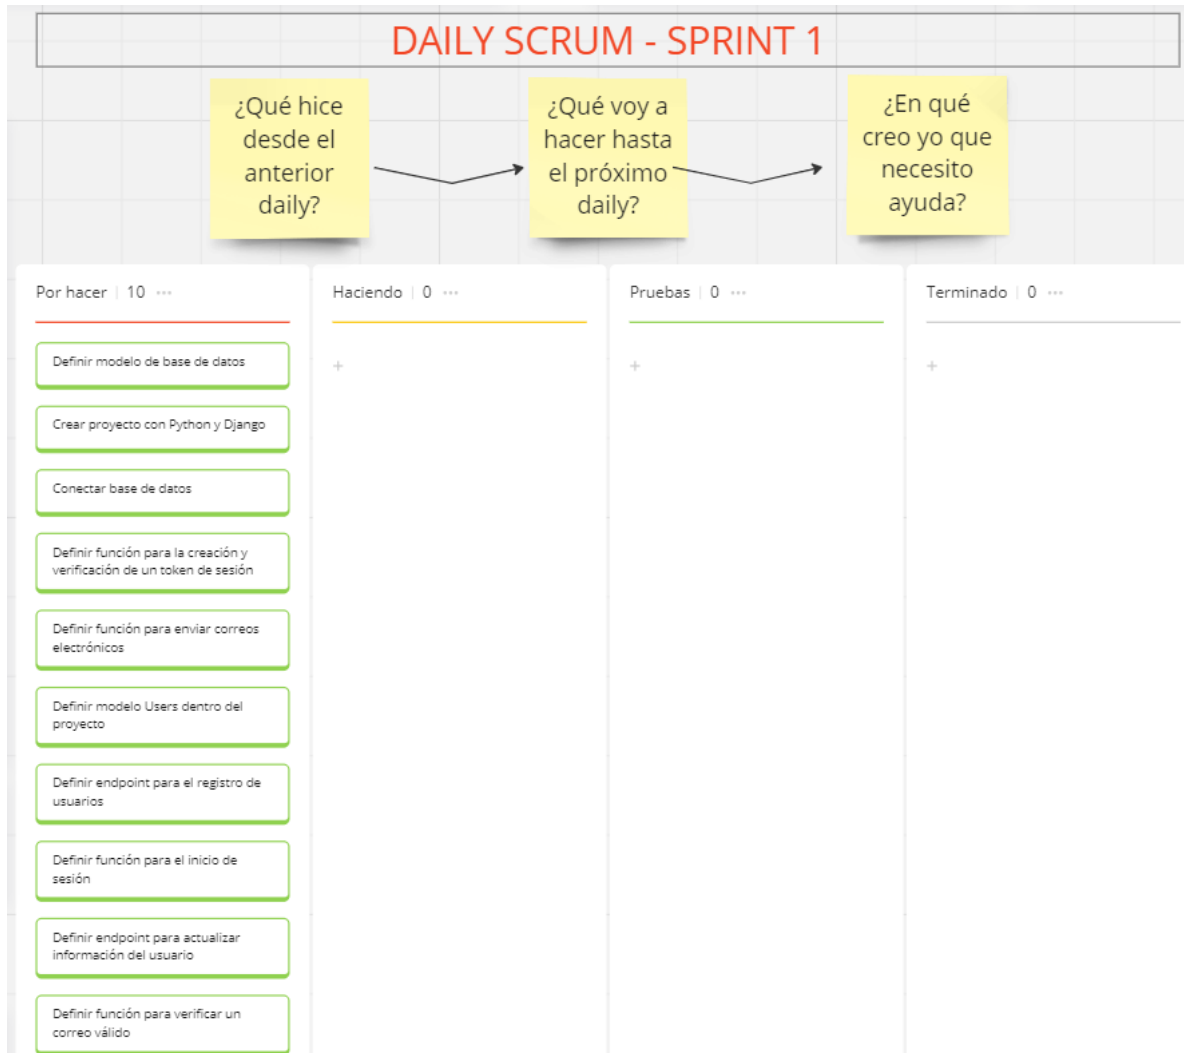 DAILY SCRUM - SPRINT 1
¿Qué hice
desde el
anterior
daily?
¿Qué voy a
hacer hasta
el próximo
daily?
¿En qué
creo yo que
necesito
ayuda?
Por hacer | 10 ···
Definir modelo de base de datos
Crear proyecto con Python y Django
Conectar base de datos
Definir función para la creación y
verificación de un token de sesión
Definir función para enviar correos
electrónicos
Definir modelo Users dentro del
proyecto
Definir endpoint para el registro de
usuarios
Definir función para el inicio de
sesión
Definir endpoint para actualizar
información del usuario
Definir función para verificar un
correo válido
Haciendo | 0 ···
+
Pruebas | 0 ···
+
Terminado | 0 ···
+